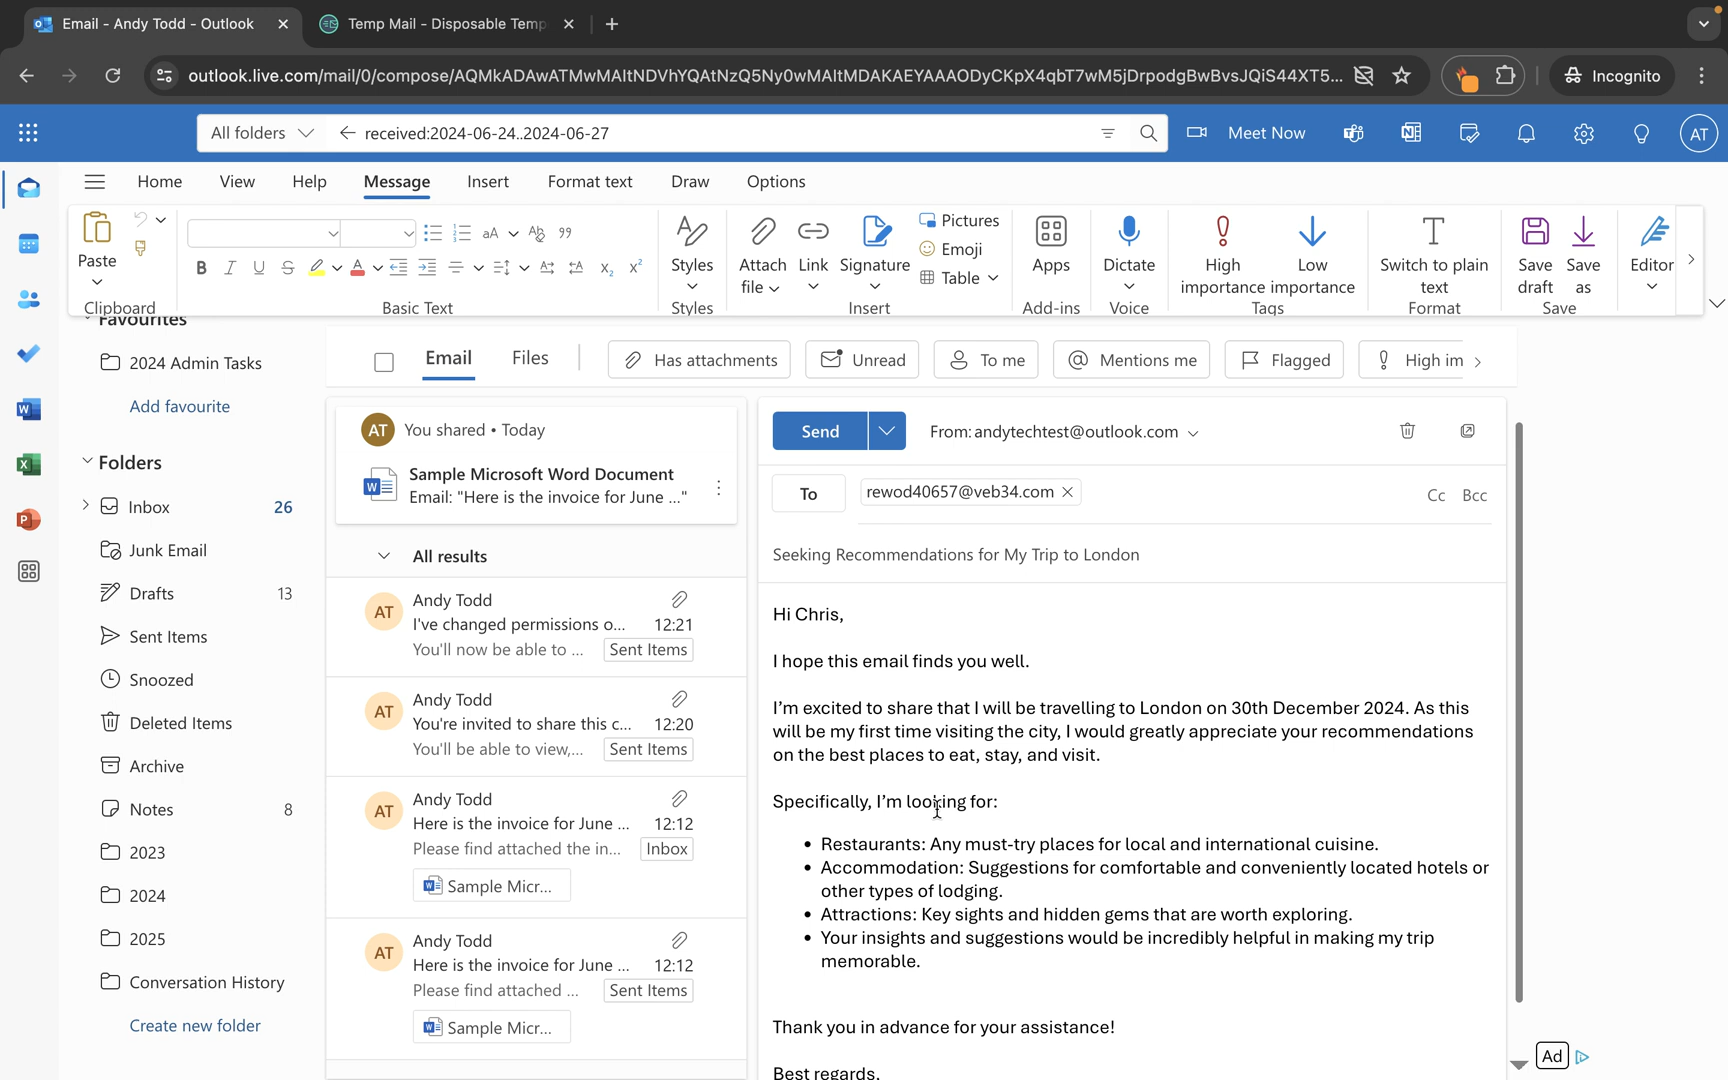 Email - Andy Todd - Outlook
Temp Mail - Disposable Temp
outlook.live.com/mail/0/compose/AQMkADAwATMwMAItNDVhYQAtNzQ5Ny0wMAItMDAKAEYAAAODyCKpX4qbT7wM5jDrpodgBwBvsJQiS44XT5...
Incognito
All folders
received:2024-06-24..2024-06-27
Meet Now
AT
Home
View
Help
Message
Insert
Format text
Draw
Options
Paste
Clipboard
Basic Text
Styles
Styles
Attach file
Link
Signature
Pictures
Emoji
Table
Insert
Apps
Add-ins
Dictate
Voice
High importance
Low importance
Tags
Switch to plain text
Format
Save draft
Save as
Save
Editor
Favourites
2024 Admin Tasks
Add favourite
Folders
Inbox 26
Junk Email
Drafts 13
Sent Items
Snoozed
Deleted Items
Archive
Notes 8
2023
2024
2025
Conversation History
Create new folder
Email
Files
Has attachments
Unread
To me
Mentions me
Flagged
High im
AT You shared • Today
Sample Microsoft Word Document
Email: "Here is the invoice for June ..."
All results
AT
Andy Todd
I've changed permissions o... 12:21
You'll now be able to ... Sent Items
AT
Andy Todd
You're invited to share this c... 12:20
You'll be able to view,... Sent Items
AT
Andy Todd
Here is the invoice for June ... 12:12
Please find attached the in... Inbox
Sample Micr...
AT
Andy Todd
Here is the invoice for June ... 12:12
Please find attached ... Sent Items
Sample Micr...
Send
From: andytechtest@outlook.com
To
rewod40657@veb34.com
Cc Bcc
Seeking Recommendations for My Trip to London
Hi Chris,
I hope this email finds you well.
I'm excited to share that I will be travelling to London on 30th December 2024. As this
will be my first time visiting the city, I would greatly appreciate your recommendations
on the best places to eat, stay, and visit.
Specifically, I'm looking for:
• Restaurants: Any must-try places for local and international cuisine.
• Accommodation: Suggestions for comfortable and conveniently located hotels or
other types of lodging.
• Attractions: Key sights and hidden gems that are worth exploring.
• Your insights and suggestions would be incredibly helpful in making my trip
memorable.
Thank you in advance for your assistance!
Best regards,
Ad